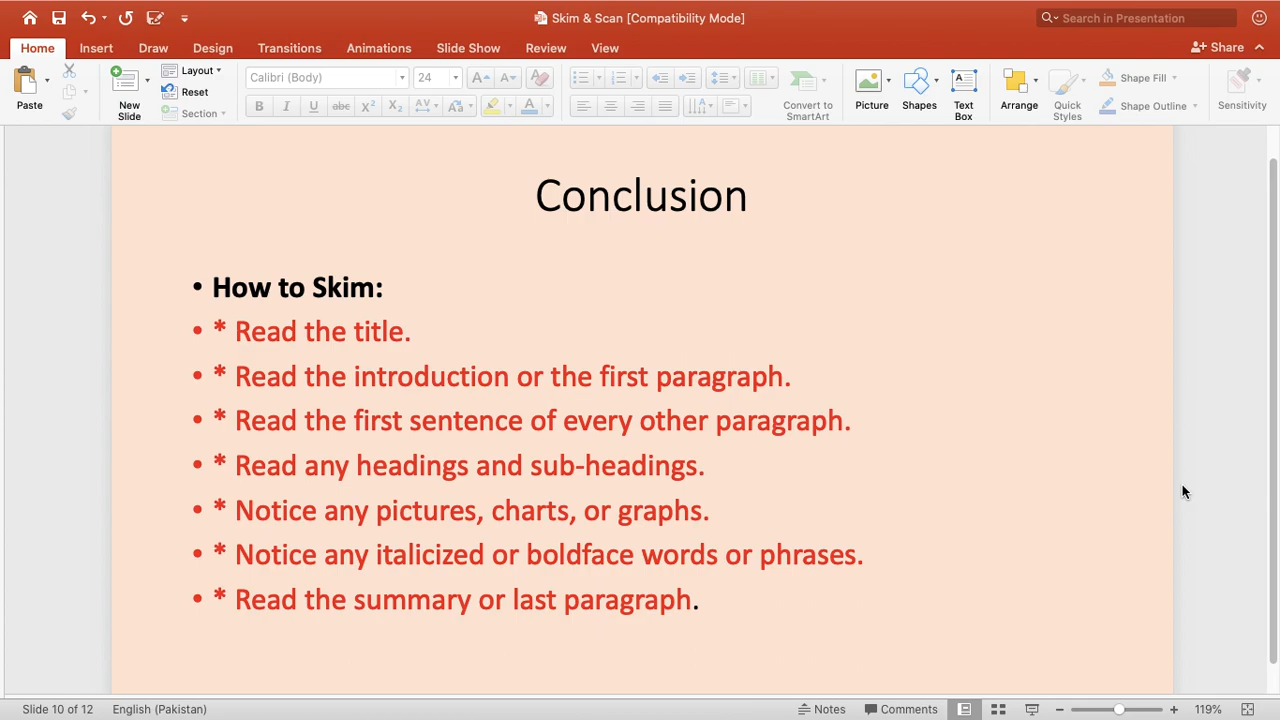 Skim & Scan [Compatibility Mode]
Search in Presentation
Home Insert Draw Design Transitions Animations Slide Show Review View
Share
Paste
New Slide
Layout
Reset
Section
Calibri (Body) 24
B I U abc X² X₂ AV Aa A
Convert to SmartArt
Picture
Shapes
Text Box
Arrange
Quick Styles
Shape Fill
Shape Outline
Sensitivity
Conclusion
• How to Skim:
• * Read the title.
• * Read the introduction or the first paragraph.
• * Read the first sentence of every other paragraph.
• * Read any headings and sub-headings.
• * Notice any pictures, charts, or graphs.
• * Notice any italicized or boldface words or phrases.
• * Read the summary or last paragraph.
Slide 10 of 12 English (Pakistan) Notes Comments 119%